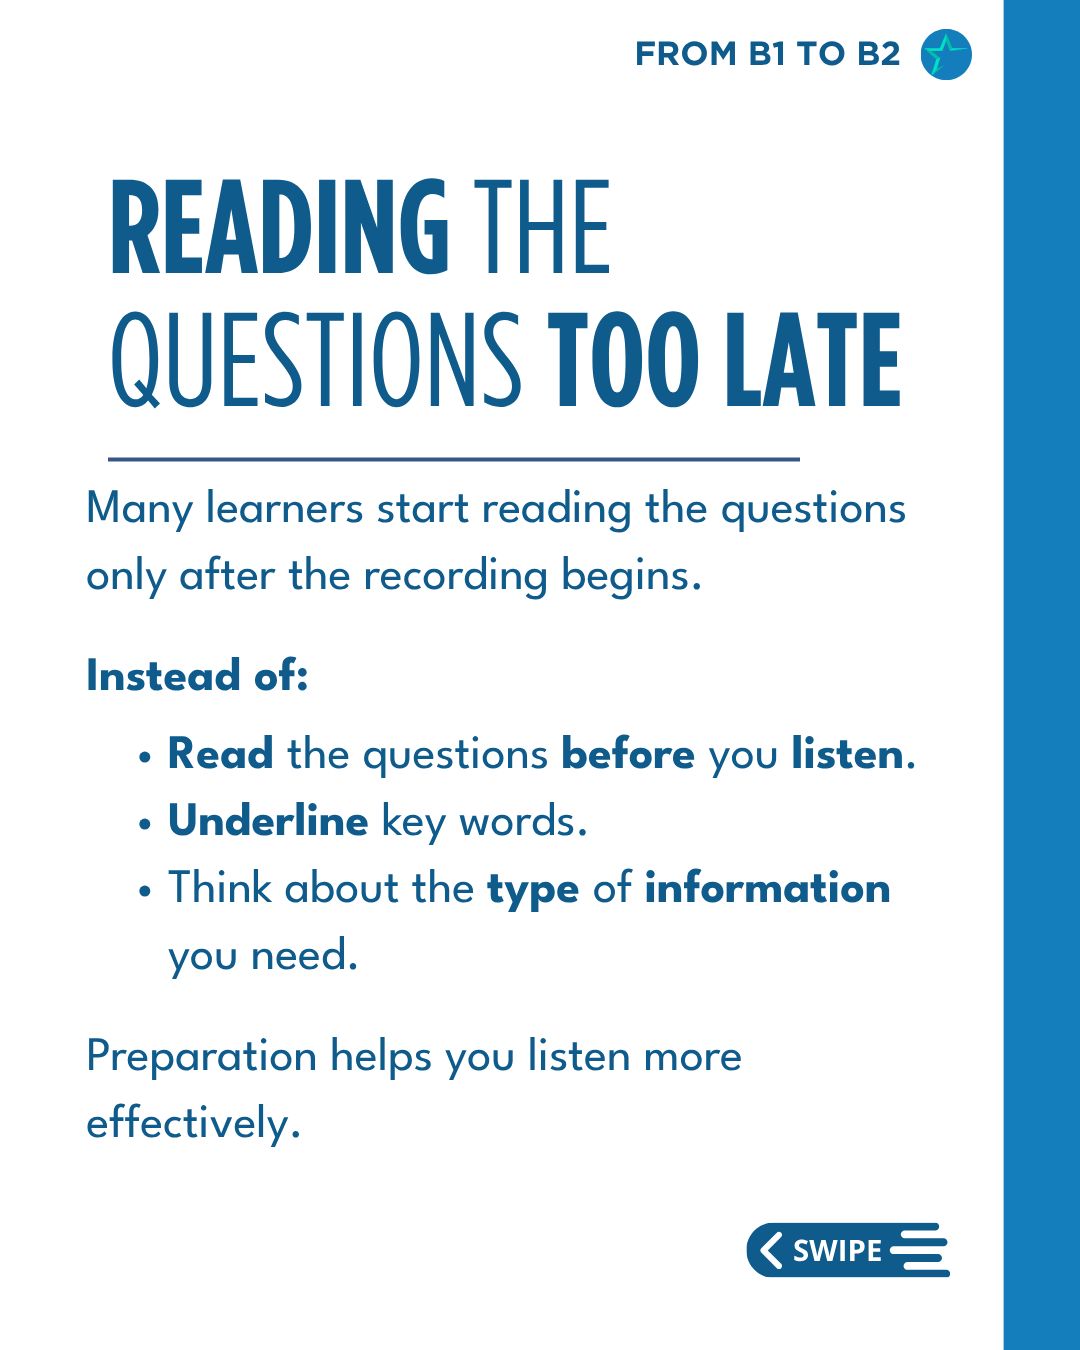 FROM B1 TO B2
READING THE
QUESTIONS TOO LATE
Many learners start reading the questions
only after the recording begins.
Instead of:
• Read the questions before you listen.
• Underline key words.
• Think about the type of information
you need.
Preparation helps you listen more
effectively.
SWIPE